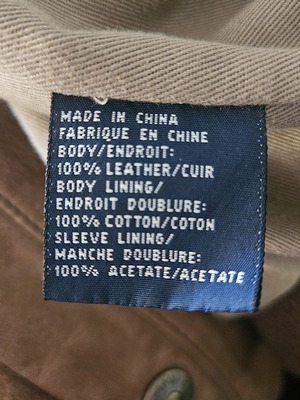 MADE IN CHINA
FABRIQUE EN CHINE
BODY/ENDROIT:
100% LEATHER/CUIR
BODY LINING/
ENDROIT DOUBLURE:
100% COTTON/COTON
SLEEVE LINING/
MANCHE DOUBLURE:
100% ACETATE/ACETATE